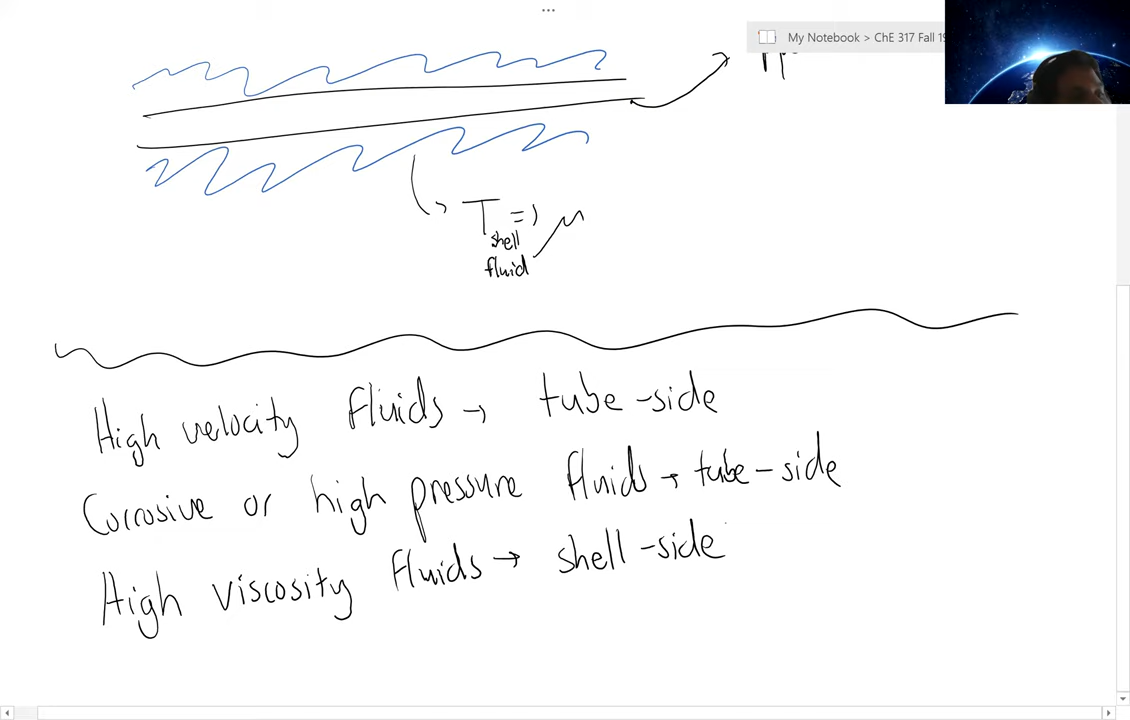 My Notebook > ChE 317 Fall 19
T => μ
shell
fluid
High velocity fluids → tube-side
Corrosive or high pressure fluids → tube-side
High viscosity fluids → shell-side